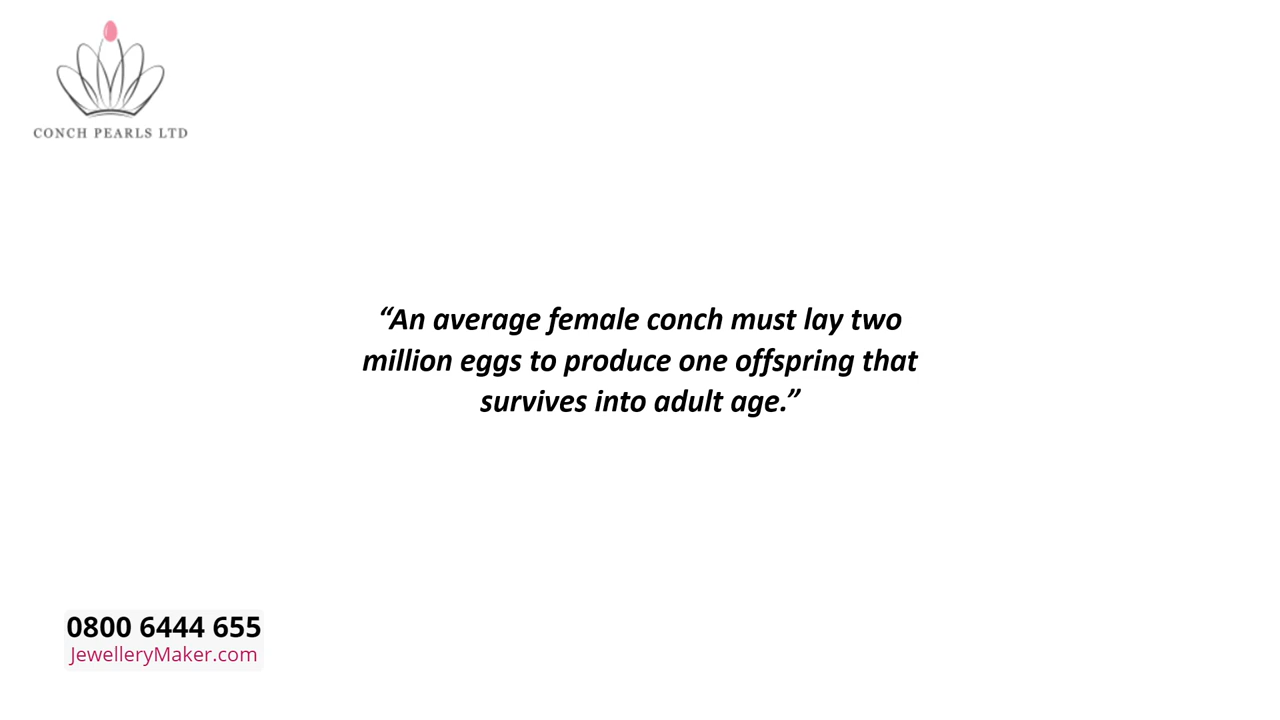 CONCH PEARLS LTD
“An average female conch must lay two
million eggs to produce one offspring that
survives into adult age.”
0800 6444 655
JewelleryMaker.com